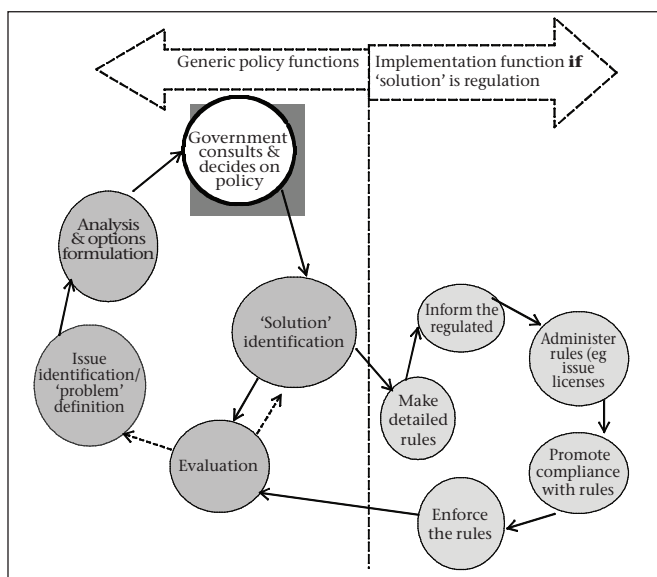 Generic policy functions
Implementation function if
‘solution’ is regulation
Government
consults &
decides on
policy
Analysis
& options
formulation
‘Solution’
identification
Issue
identification/
‘problem’
definition
Evaluation
Inform the
regulated
Administer
rules (eg
issue
licenses
Make
detailed
rules
Promote
compliance
with rules
Enforce
the rules